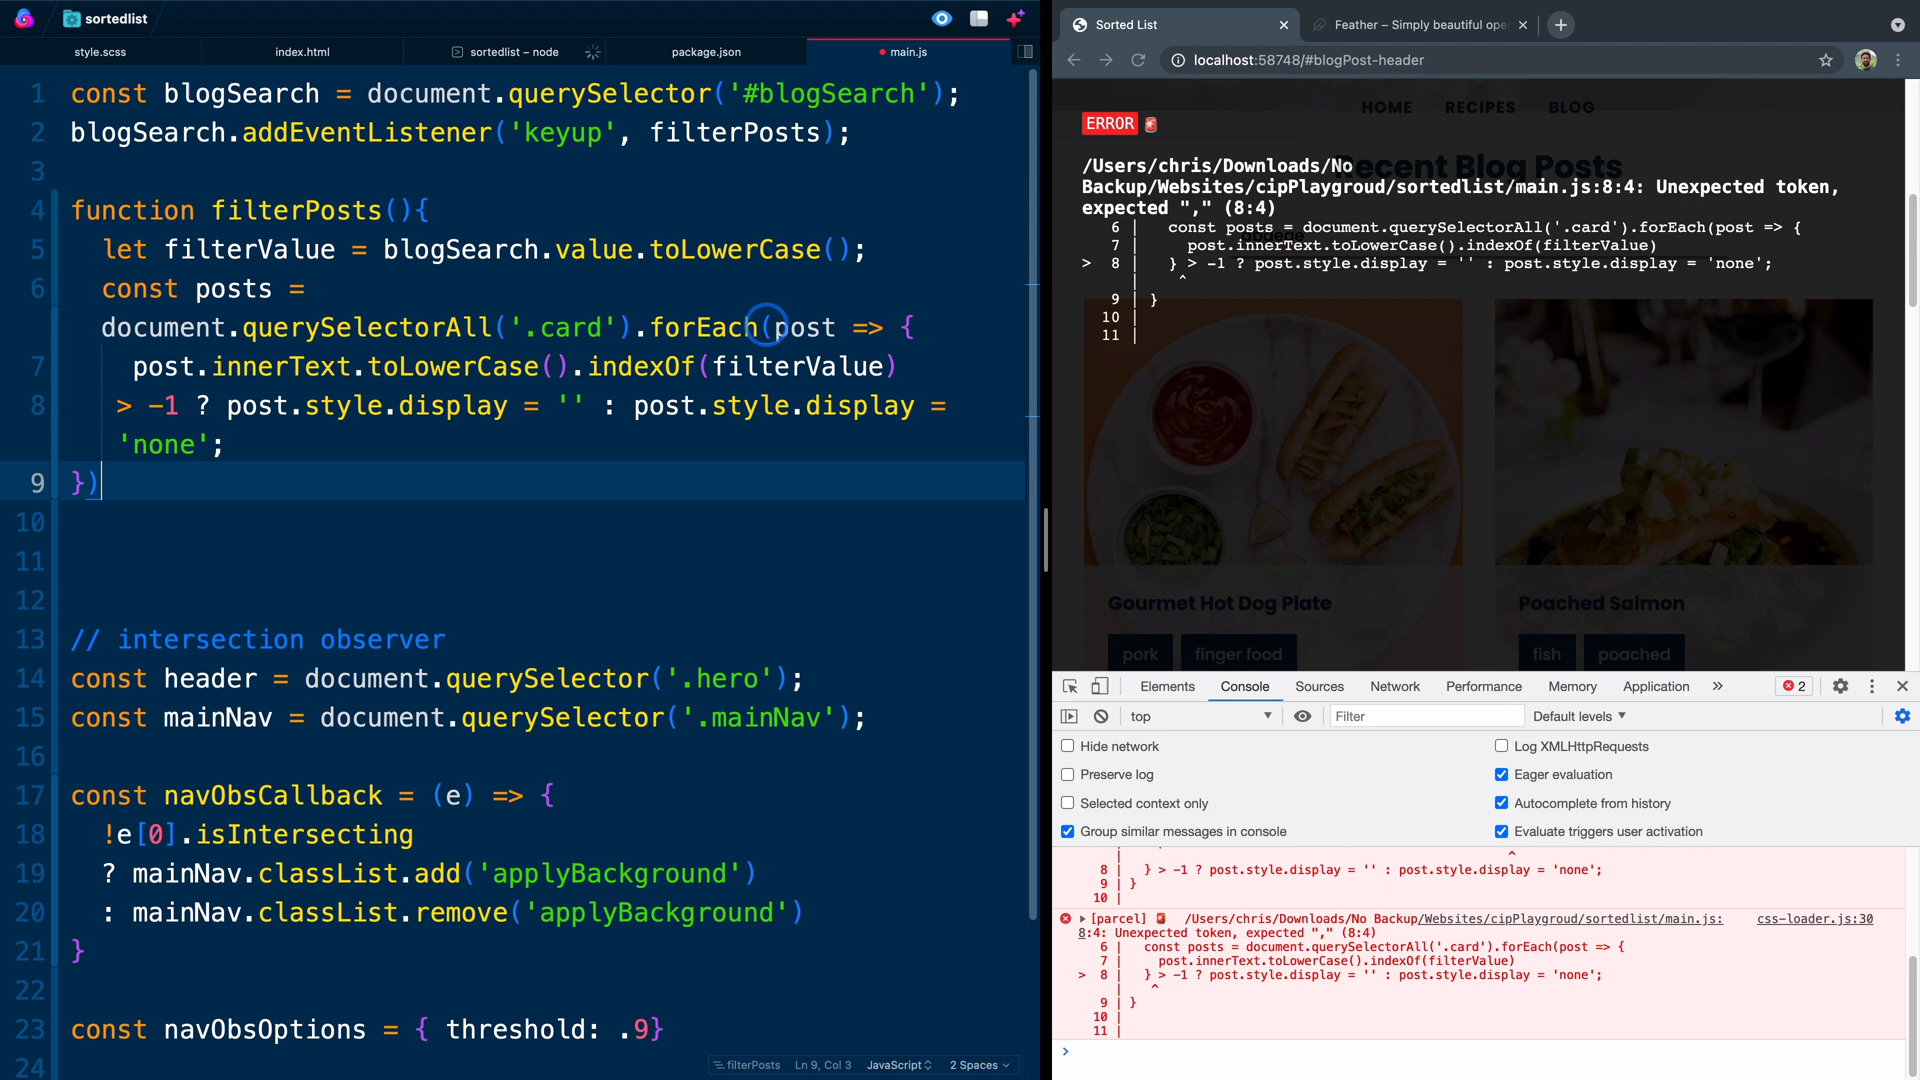 sortedlist
style.scss
index.html
sortedlist – node
package.json
main.js
1 const blogSearch = document.querySelector('#blogSearch');
2 blogSearch.addEventListener('keyup', filterPosts);
3
4 function filterPosts(){
5 let filterValue = blogSearch.value.toLowerCase();
6 const posts =
document.querySelectorAll('.card').forEach(post => {
7 post.innerText.toLowerCase().indexOf(filterValue)
8 > -1 ? post.style.display = '' : post.style.display =
'none';
9 })
10
11
12
13 // intersection observer
14 const header = document.querySelector('.hero');
15 const mainNav = document.querySelector('.mainNav');
16
17 const navObsCallback = (e) => {
18 !e[0].isIntersecting
19 ? mainNav.classList.add('applyBackground')
20 : mainNav.classList.remove('applyBackground')
21 }
22
23 const navObsOptions = { threshold: .9}
24
filterPosts Ln 9, Col 3 JavaScript 2 Spaces
Sorted List
Feather – Simply beautiful ope
localhost:58748/#blogPost-header
HOME RECIPES BLOG
Recent Blog Posts
ERROR
/Users/chris/Downloads/No
Backup/Websites/cipPlaygroud/sortedlist/main.js:8:4: Unexpected token,
expected "," (8:4)
6 | const posts = document.querySelectorAll('.card').forEach(post => {
7 | post.innerText.toLowerCase().indexOf(filterValue)
> 8 | } > -1 ? post.style.display = '' : post.style.display = 'none';
| ^
9 | }
10 |
11 |
Gourmet Hot Dog Plate
pork finger food
Poached Salmon
fish poached
Elements Console Sources Network Performance Memory Application » 2
top Filter Default levels
Hide network
Log XMLHttpRequests
Preserve log
Eager evaluation
Selected context only
Autocomplete from history
Group similar messages in console
Evaluate triggers user activation
| ^
8 | } > -1 ? post.style.display = '' : post.style.display = 'none';
9 | }
10 |
[parcel] /Users/chris/Downloads/No Backup/Websites/cipPlaygroud/sortedlist/main.js: css-loader.js:30
8:4: Unexpected token, expected "," (8:4)
6 | const posts = document.querySelectorAll('.card').forEach(post => {
7 | post.innerText.toLowerCase().indexOf(filterValue)
> 8 | } > -1 ? post.style.display = '' : post.style.display = 'none';
| ^
9 | }
10 |
11 |
>